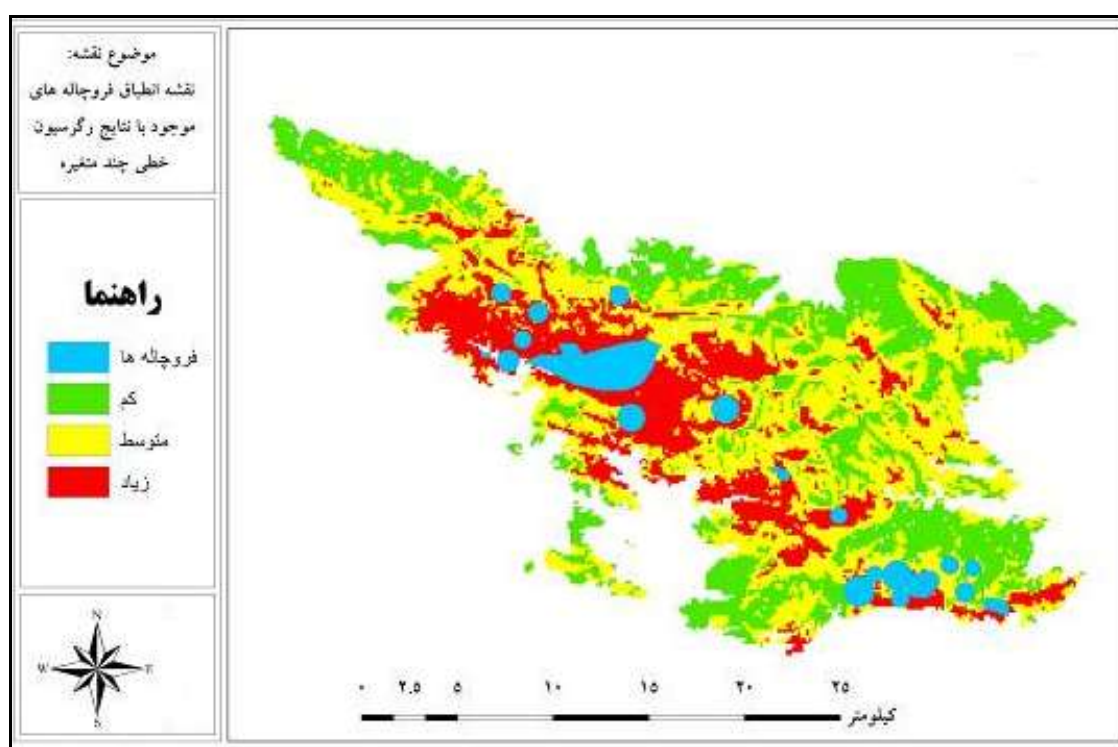 موضوع نقشه:
نقشه انطباق فروچاله های
موجود با نتایج رگرسیون
خطی چند متغیره
راهنما
فروچاله ها
کم
متوسط
زیاد
N
W E
S
۰ ۲.۵ ۵ ۱۰ ۱۵ ۲۰ ۲۵
کیلومتر